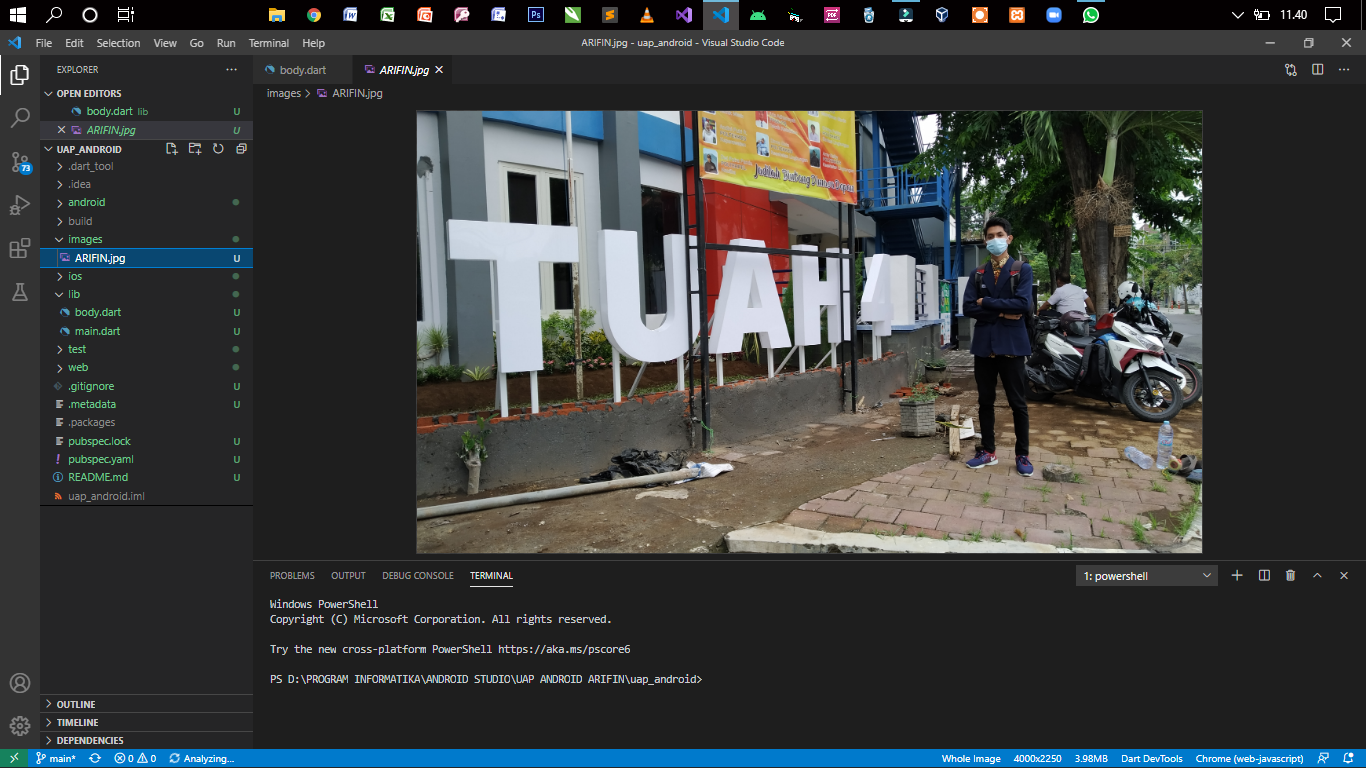 11.40
File Edit Selection View Go Run Terminal Help
ARIFIN.jpg - uap_android - Visual Studio Code
EXPLORER
OPEN EDITORS
body.dart lib U
ARIFIN.jpg U
UAP_ANDROID
.dart_tool
.idea
android
build
images
ARIFIN.jpg U
ios
lib
body.dart U
main.dart U
test
web
.gitignore U
.metadata U
.packages
pubspec.lock U
pubspec.yaml U
README.md U
uap_android.iml
73
OUTLINE
TIMELINE
DEPENDENCIES
body.dart
ARIFIN.jpg
images > ARIFIN.jpg
TUAH 4
PROBLEMS OUTPUT DEBUG CONSOLE TERMINAL
1: powershell
Windows PowerShell
Copyright (C) Microsoft Corporation. All rights reserved.
Try the new cross-platform PowerShell https://aka.ms/pscore6
PS D:\PROGRAM INFORMATIKA\ANDROID STUDIO\UAP ANDROID ARIFIN\uap_android>
main* 0 0 Analyzing...
Whole Image 4000x2250 3.98MB Dart DevTools Chrome (web-javascript)